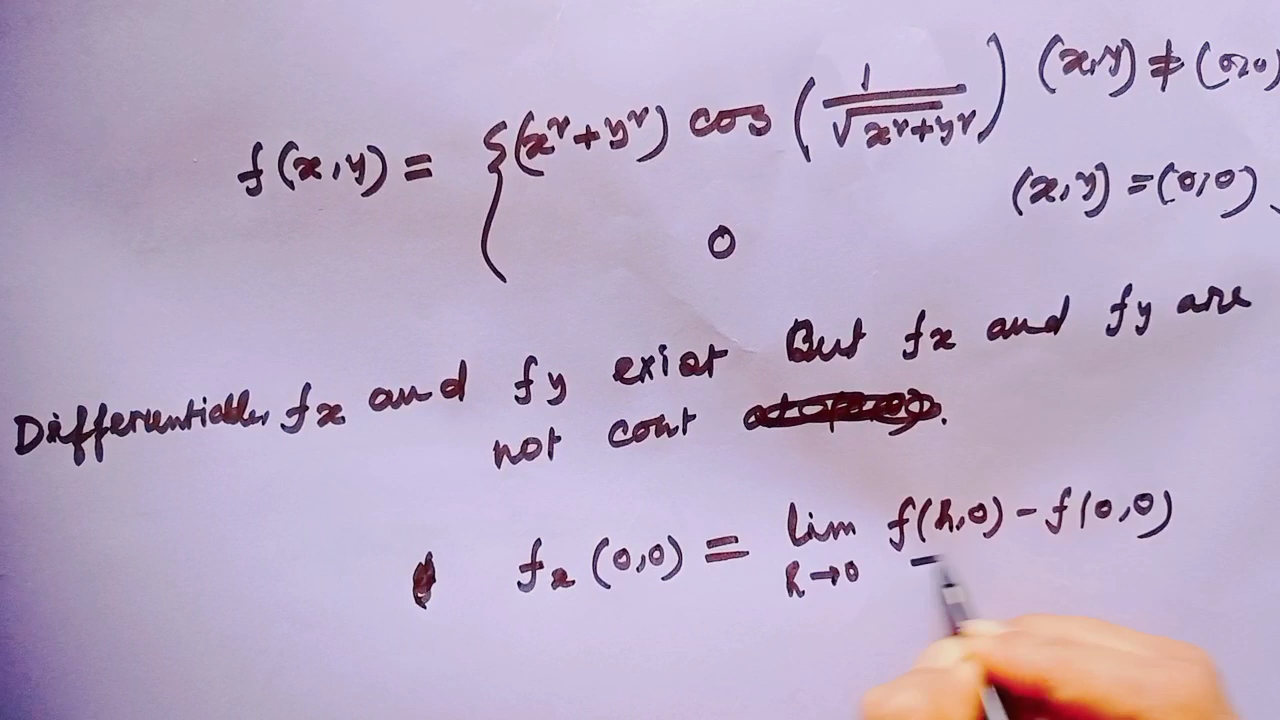 f(x,y) = { (x²+y²) cos (1/√x²+y²) (x,y) ≠ (0,0)
0 (x,y) = (0,0)
Differentiable, fx and fy exist But fx and fy are
not cont
fx (0,0) = lim h→0 f(h,0) - f(0,0)